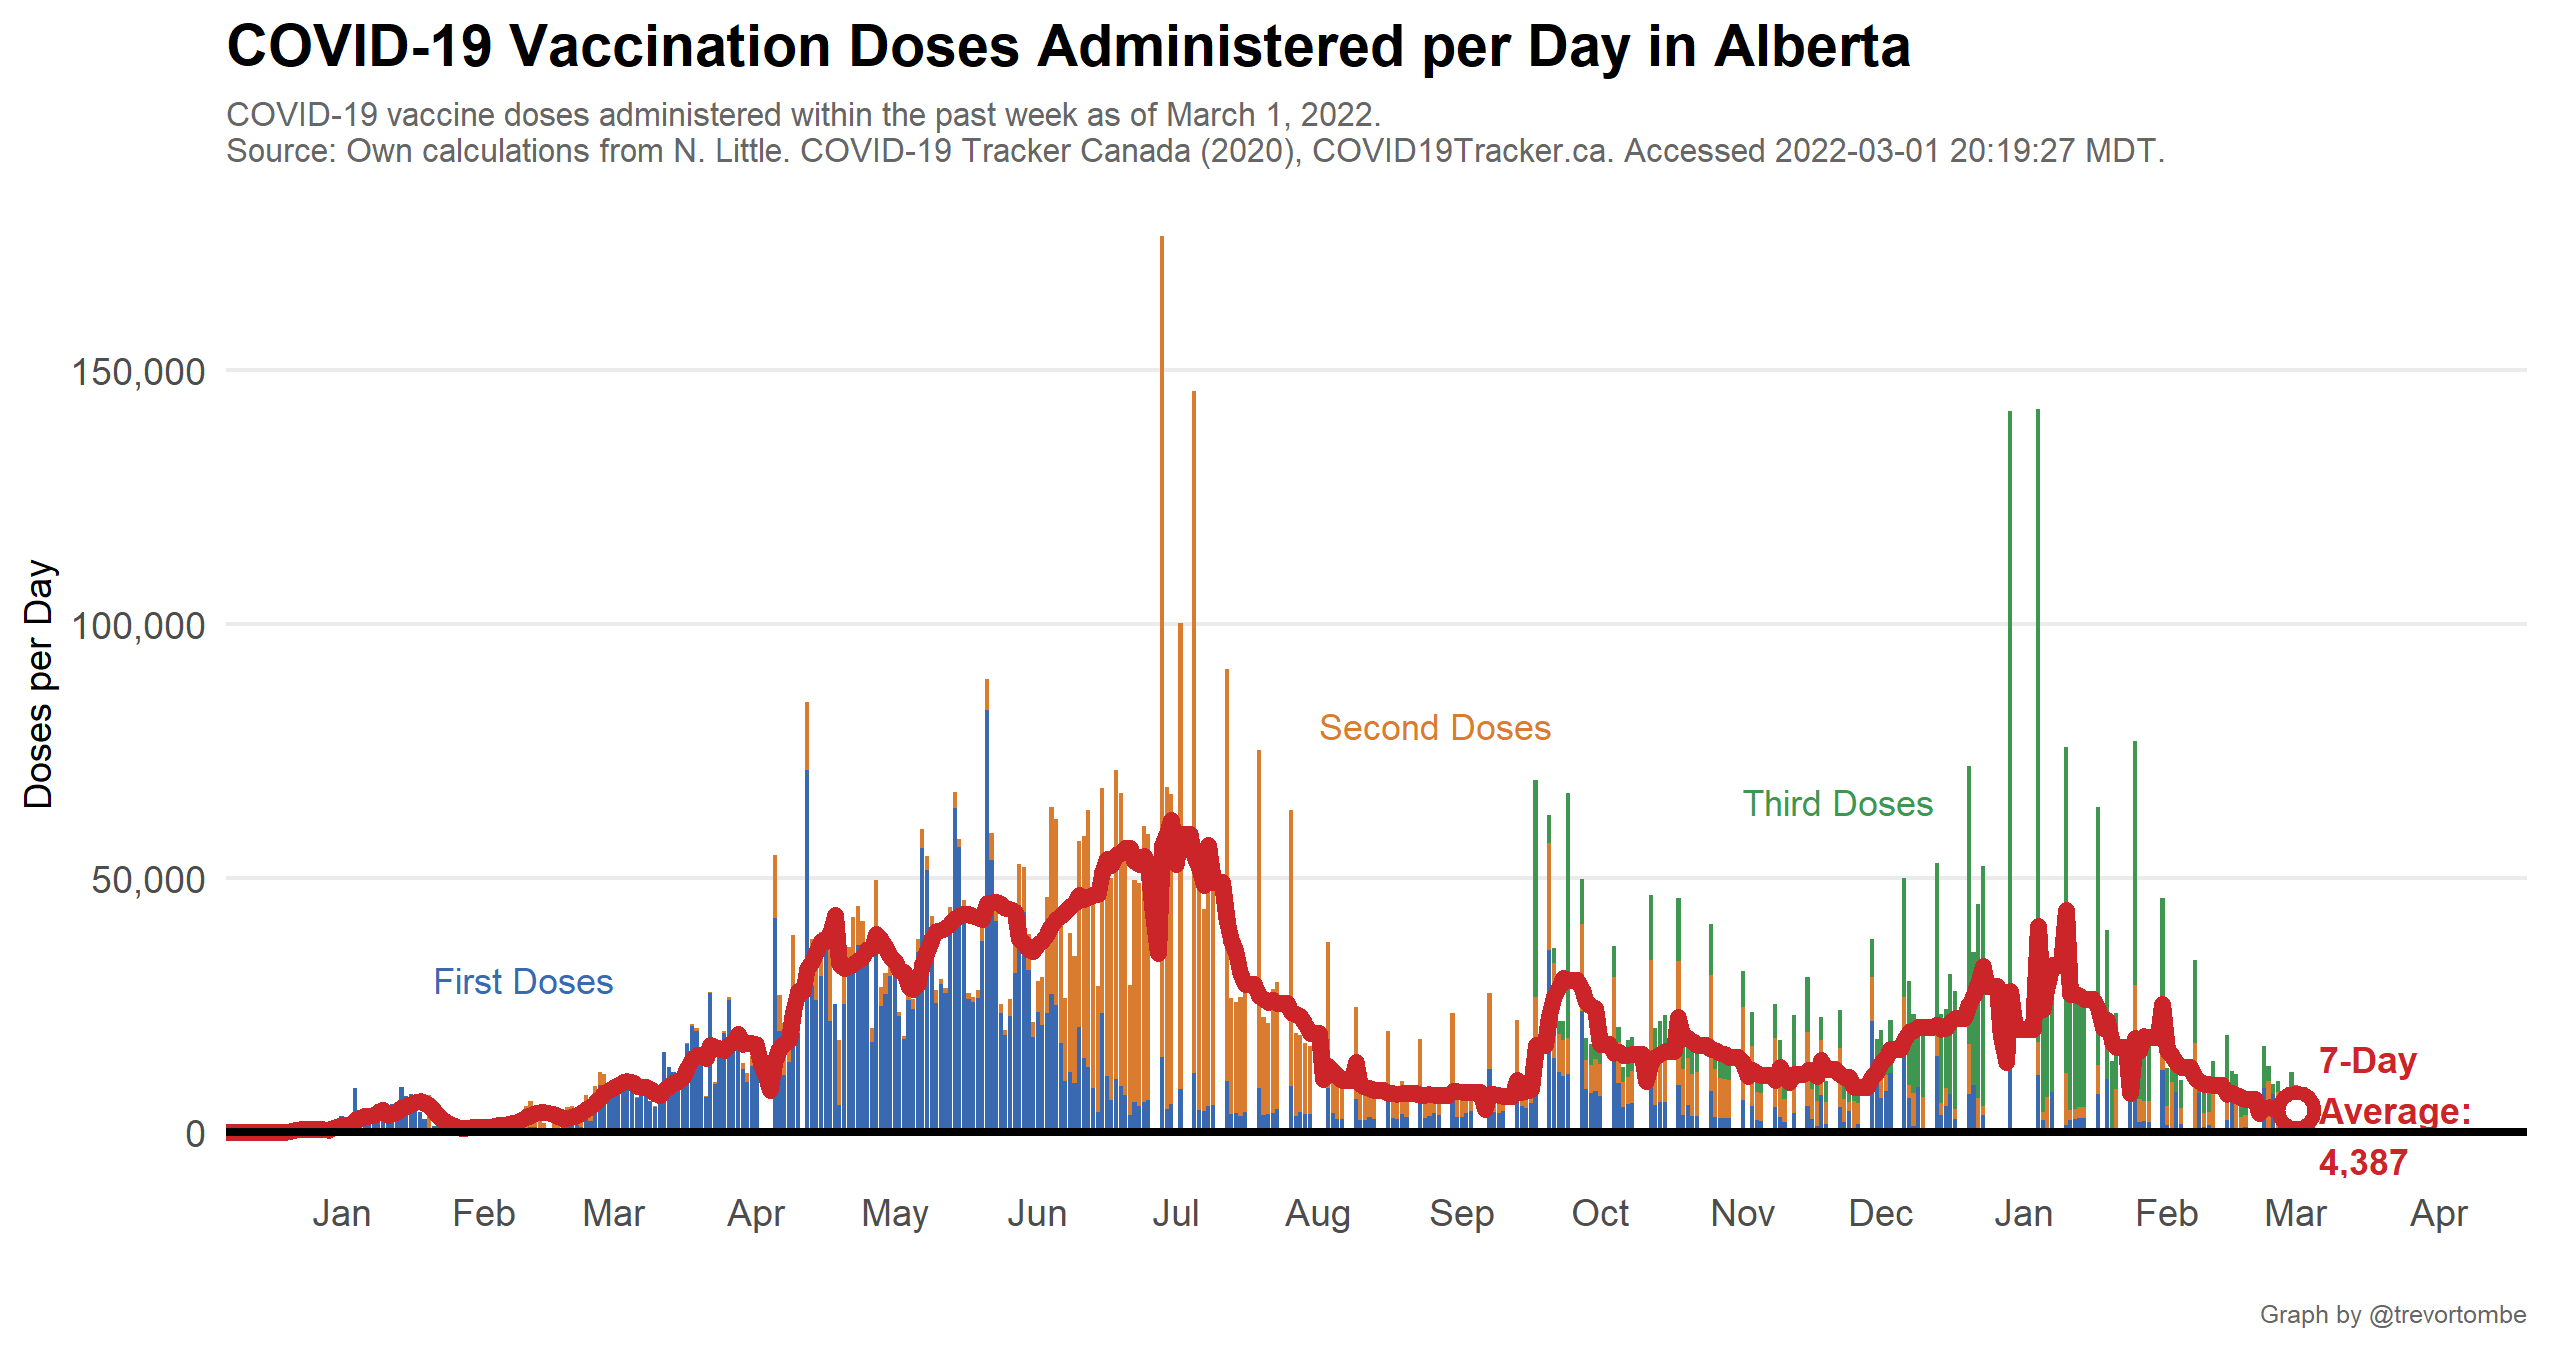 COVID-19 Vaccination Doses Administered per Day in Alberta
COVID-19 vaccine doses administered within the past week as of March 1, 2022.
Source: Own calculations from N. Little. COVID-19 Tracker Canada (2020), COVID19Tracker.ca. Accessed 2022-03-01 20:19:27 MDT.
Doses per Day
150,000
100,000
50,000
0
First Doses
Second Doses
Third Doses
7-Day
Average:
4,387
Jan Feb Mar Apr May Jun Jul Aug Sep Oct Nov Dec Jan Feb Mar Apr
Graph by @trevortombe